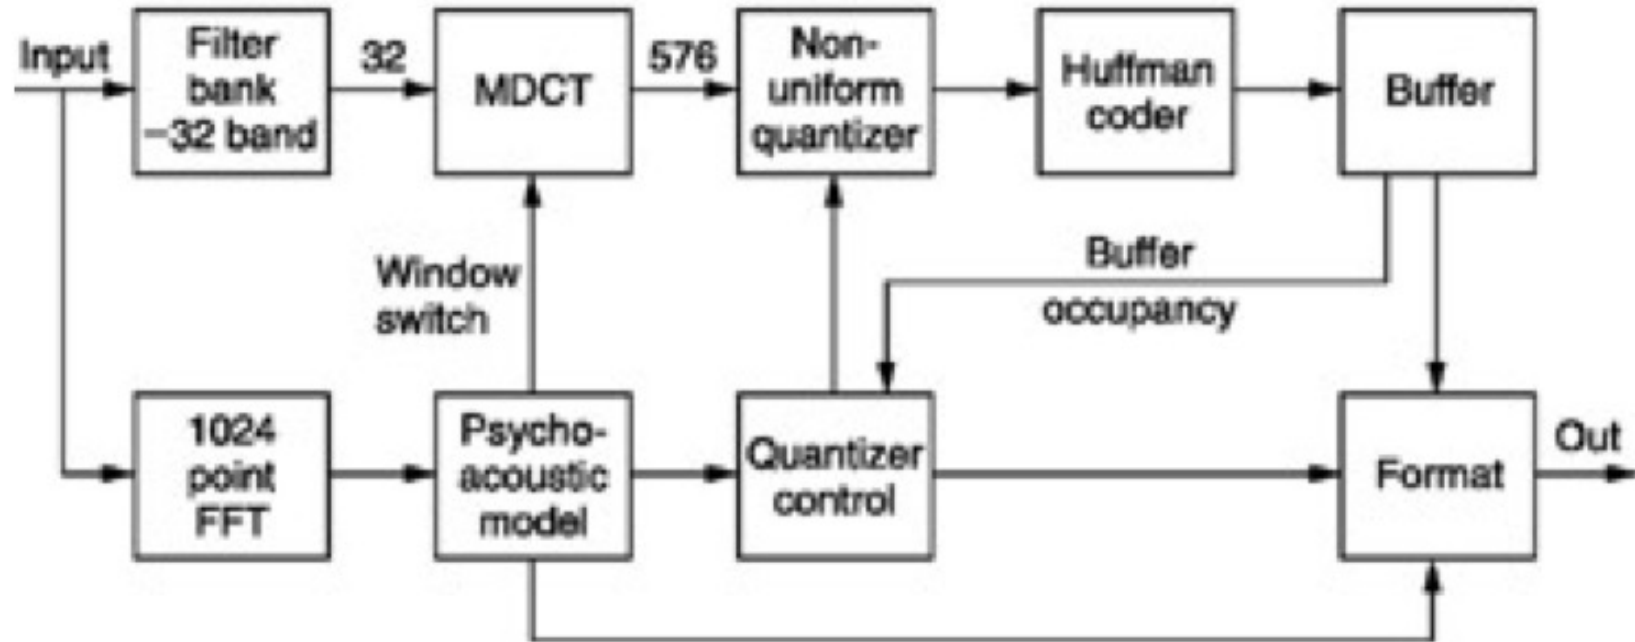 Input
Filter
bank
–32 band
32
MDCT
576
Non-
uniform
quantizer
Huffman
coder
Buffer
Window
switch
Buffer
occupancy
1024
point
FFT
Psycho-
acoustic
model
Quantizer
control
Format
Out